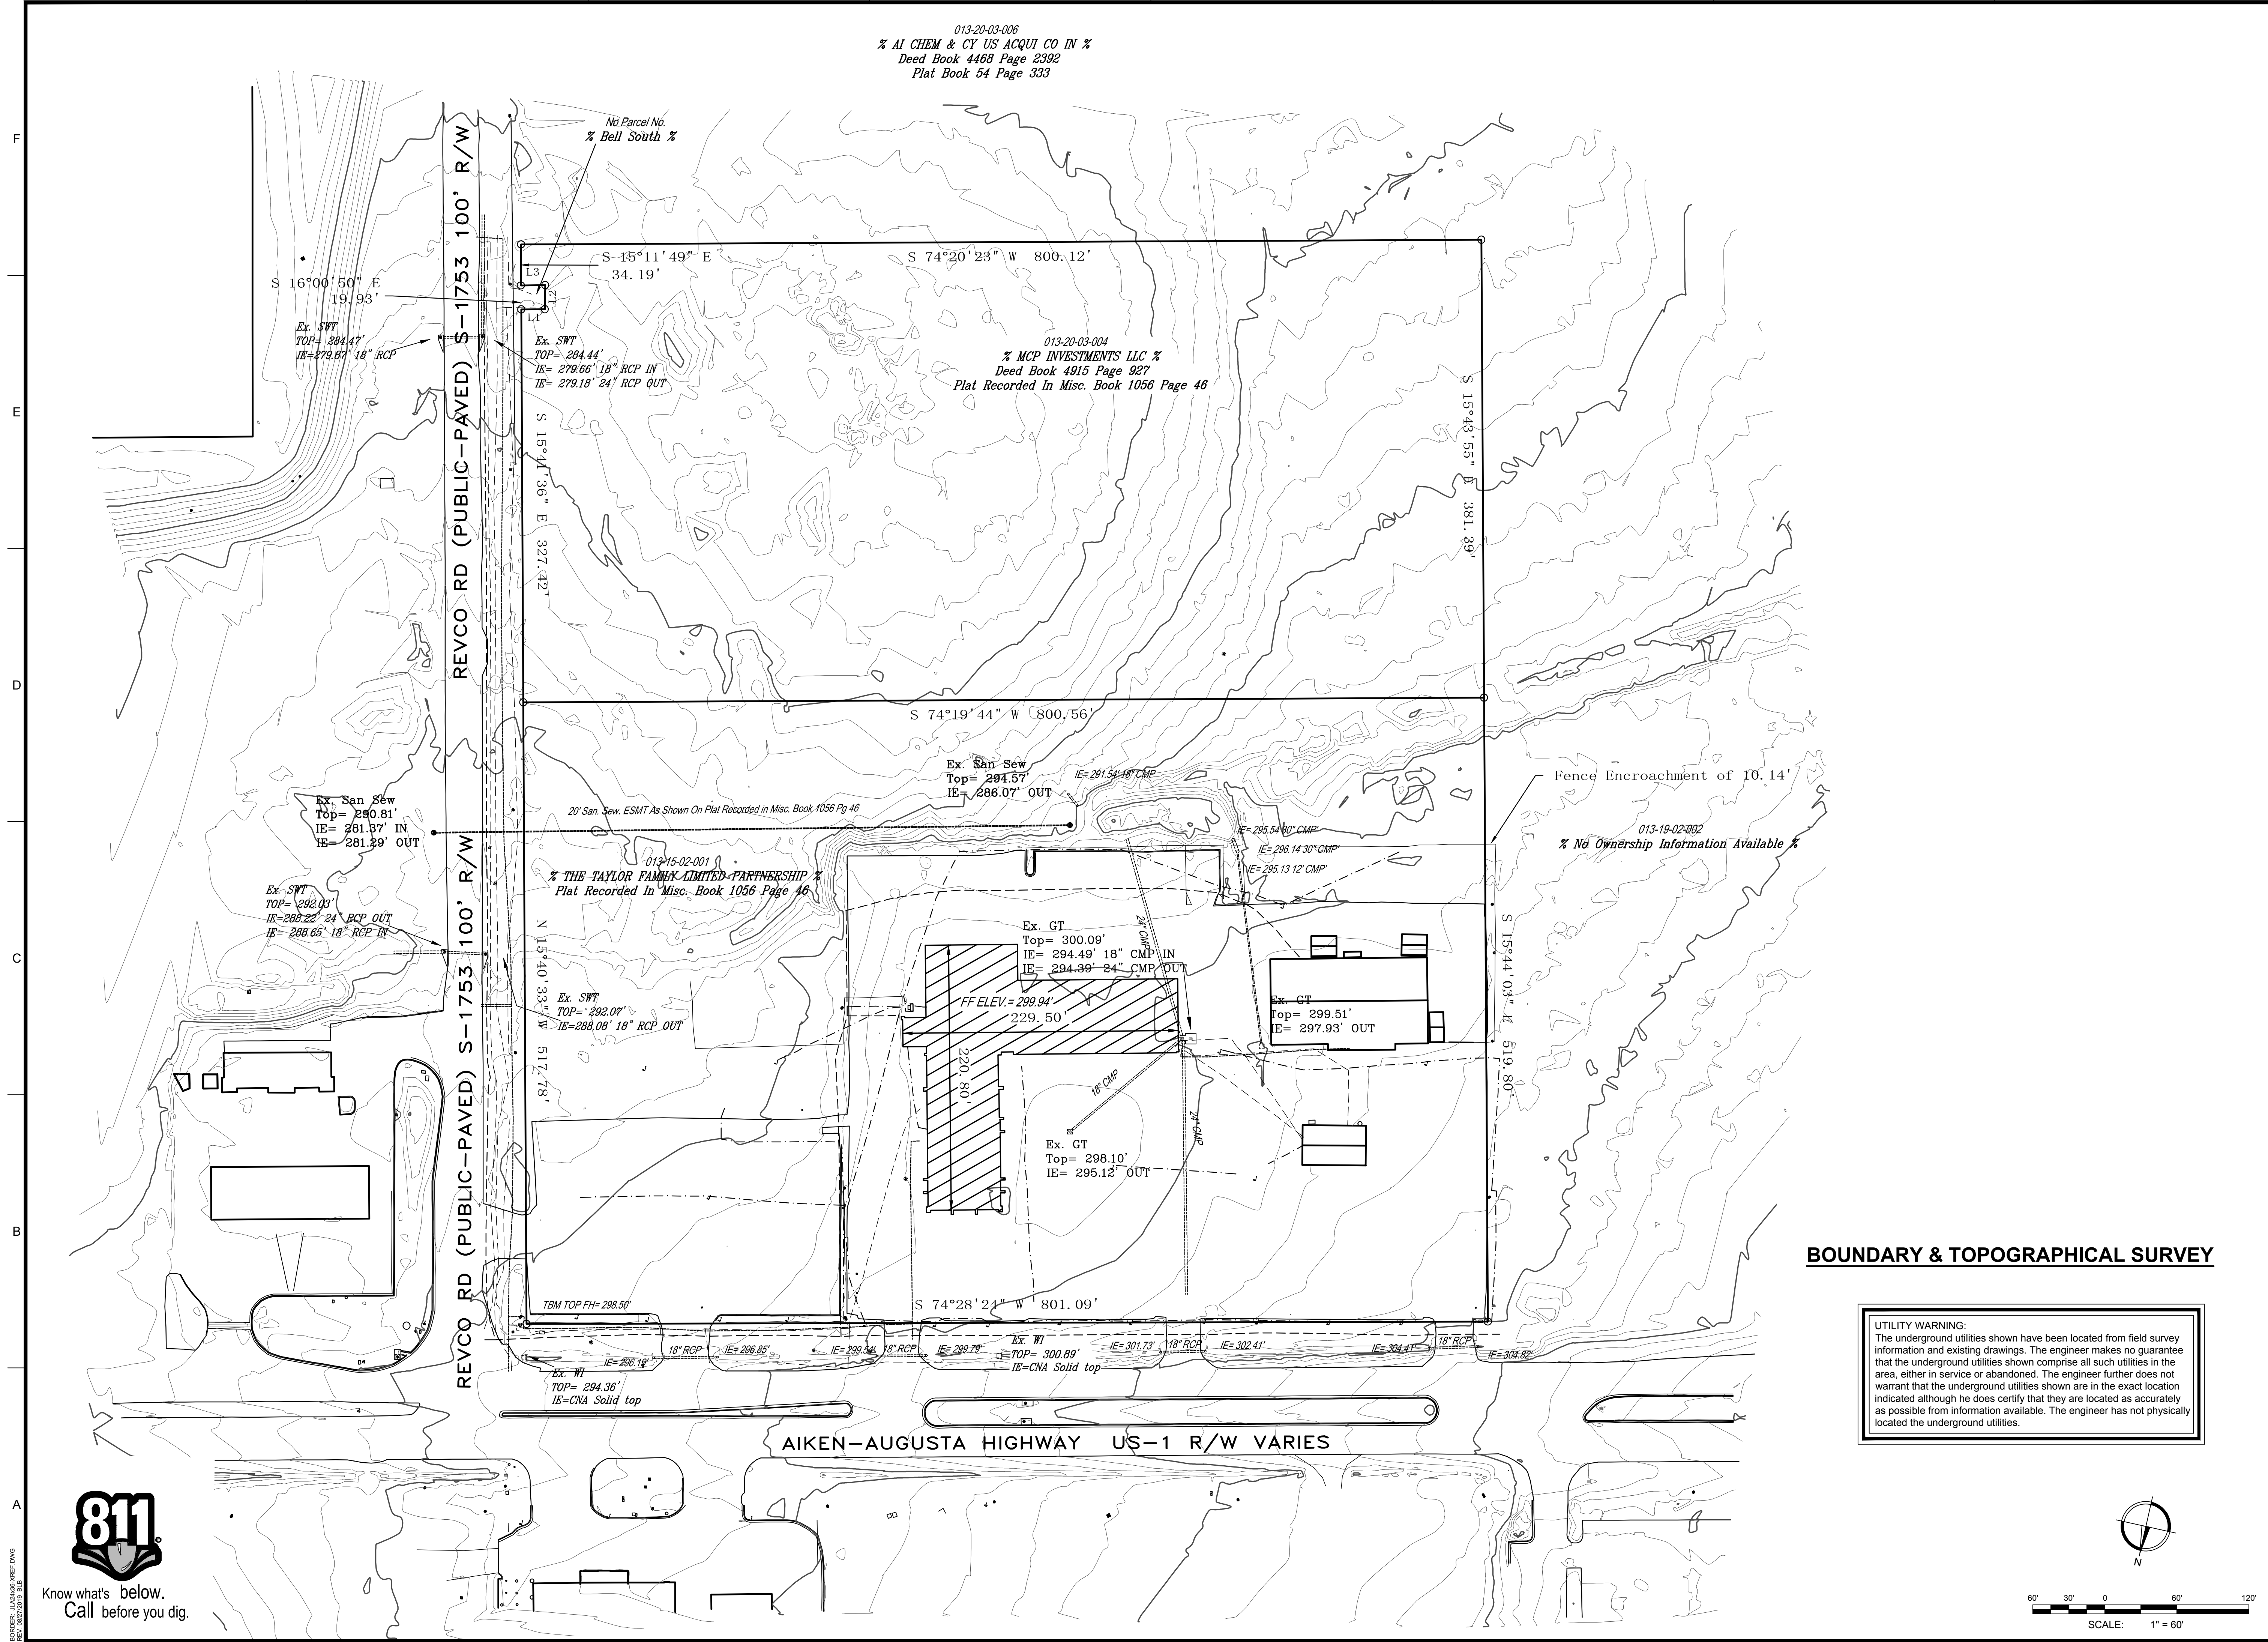 013-20-03-006
% AI CHEM & CY US ACQUI CO IN %
Deed Book 4468 Page 2392
Plat Book 54 Page 333
No Parcel No.
% Bell South %
F
E
D
C
B
A
REVCO RD (PUBLIC-PAVED) S-1753 100' R/W
S 15°11'49" E
34.19'
S 74°20'23" W 800.12'
L3
L2
L1
S 16°00'50" E
19.93'
Ex. SWT
TOP= 284.47'
IE=279.87' 18" RCP
Ex. SWT
TOP= 284.44'
IE= 279.66' 18" RCP IN
IE= 279.18' 24" RCP OUT
013-20-03-004
% MCP INVESTMENTS LLC %
Deed Book 4915 Page 927
Plat Recorded In Misc. Book 1056 Page 46
S 15°41'36" E 327.42'
S 15°43'55" E 381.39'
S 74°19'44" W 800.56'
Ex. San Sew
Top= 294.57'
IE= 286.07' OUT
IE= 291.54' 18" CMP
Fence Encroachment of 10.14'
Ex. San Sew
Top= 290.81'
IE= 281.37' IN
IE= 281.29' OUT
20' San. Sew. ESMT As Shown On Plat Recorded in Misc. Book 1056 Pg 46
IE= 295.54 30" CMP'
IE= 296.14 30" CMP'
IE= 295.13 12' CMP'
013-19-02-002
% No Ownership Information Available %
013-15-02-001
% THE TAYLOR FAMILY LIMITED PARTNERSHIP %
Plat Recorded In Misc. Book 1056 Page 46
Ex. SWT
TOP= 292.03'
IE=288.22' 24" RCP OUT
IE= 288.65' 18" RCP IN
REVCO RD (PUBLIC-PAVED) S-1753 100' R/W
N 15°40'33" W 517.78'
Ex. SWT
TOP= 292.07'
IE=288.08' 18" RCP OUT
Ex. GT
Top= 300.09'
IE= 294.49' 18" CMP IN
IE= 294.39' 24" CMP OUT
24" CMP
FF ELEV.= 299.94'
229.50'
220.80'
Ex. GT
Top= 299.51'
IE= 297.93' OUT
S 15°44'03" E 519.80'
18" CMP
24" CMP
Ex. GT
Top= 298.10'
IE= 295.12' OUT
TBM TOP FH= 298.50'
S 74°28'24" W 801.09'
IE= 296.19'
18" RCP
IE= 296.85'
IE= 299.54'
18" RCP
IE= 299.79'
Ex. WI
TOP= 300.89'
IE=CNA Solid top
IE= 301.73'
18" RCP
IE= 302.41'
IE= 304.41'
18" RCP
IE= 304.82'
Ex. WI
TOP= 294.36'
IE=CNA Solid top
AIKEN-AUGUSTA HIGHWAY US-1 R/W VARIES
BOUNDARY & TOPOGRAPHICAL SURVEY
UTILITY WARNING:
The underground utilities shown have been located from field survey
information and existing drawings. The engineer makes no guarantee
that the underground utilities shown comprise all such utilities in the
area, either in service or abandoned. The engineer further does not
warrant that the underground utilities shown are in the exact location
indicated although he does certify that they are located as accurately
as possible from information available. The engineer has not physically
located the underground utilities.
811
Know what's below.
Call before you dig.
N
60' 30' 0 60' 120'
SCALE: 1" = 60'
BORDER: JLA24x36-XREF.DWG
REV. 08/27/2019 BLB